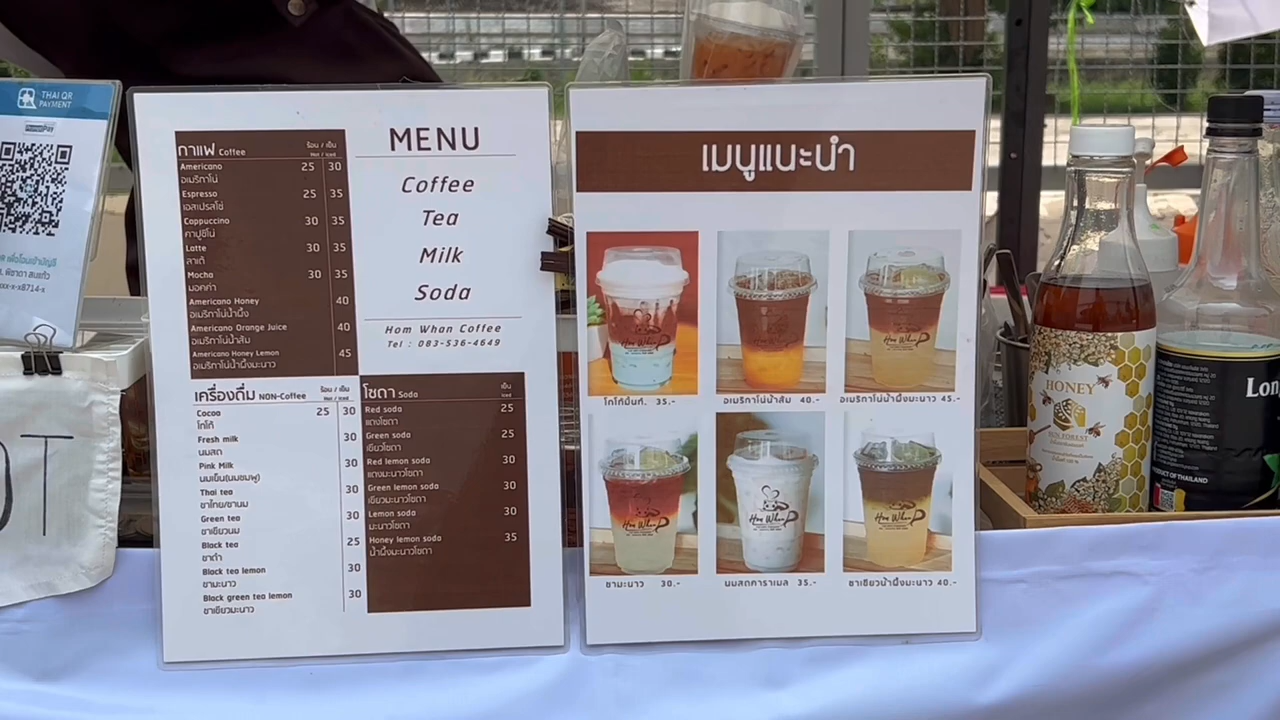 THAI QR
PAYMENT
พิชาดา สนแก้ว
xxx-x-x8714-x
OT
กาแฟ Coffee
ร้อน / เย็น
Hot / Iced
Americano 25 30
อเมริกาโน่
Espresso 25 35
เอสเปรสโซ่
Cappuccino 30 35
คาปูชิโน่
Latte 30 35
ลาเต้
Mocha 30 35
มอคค่า
Americano Honey 40
อเมริกาโน่น้ำผึ้ง
Americano Orange Juice 40
อเมริกาโน่น้ำส้ม
Americano Honey Lemon 45
อเมริกาโน่น้ำผึ้งมะนาว
MENU
Coffee
Tea
Milk
Soda
Hom Whan Coffee
Tel : 083-536-4649
เครื่องดื่ม NON-Coffee
ร้อน / เย็น
Hot / Iced
Cocoa 25 30
โกโก้
Fresh milk 30
นมสด
Pink Milk 30
นมเย็น(นมชมพู)
Thai tea 30
ชาไทย/ชานม
Green tea 30
ชาเขียวนม
Black tea 25
ชาดำ
Black tea lemon 30
ชามะนาว
Black green tea lemon 30
ชาเขียวมะนาว
โซดา Soda
เย็น
Iced
Red soda 25
แดงโซดา
Green soda 25
เขียวโซดา
Red lemon soda 30
แดงมะนาวโซดา
Green lemon soda 30
เขียวมะนาวโซดา
Lemon soda 30
มะนาวโซดา
Honey lemon soda 35
น้ำผึ้งมะนาวโซดา
เมนูแนะนำ
โกโก้มิ้นท์. 35.-
อเมริกาโน่น้ำส้ม 40.-
อเมริกาโน่น้ำผึ้งมะนาว 45.-
Hom Whan
Hom Whan
Hom Whan
ชามะนาว 30.-
นมสดคาราเมล 35.-
ชาเขียวน้ำผึ้งมะนาว 40.-
HONEY
SUN FOREST
Lon
PRODUCT OF THAILAND